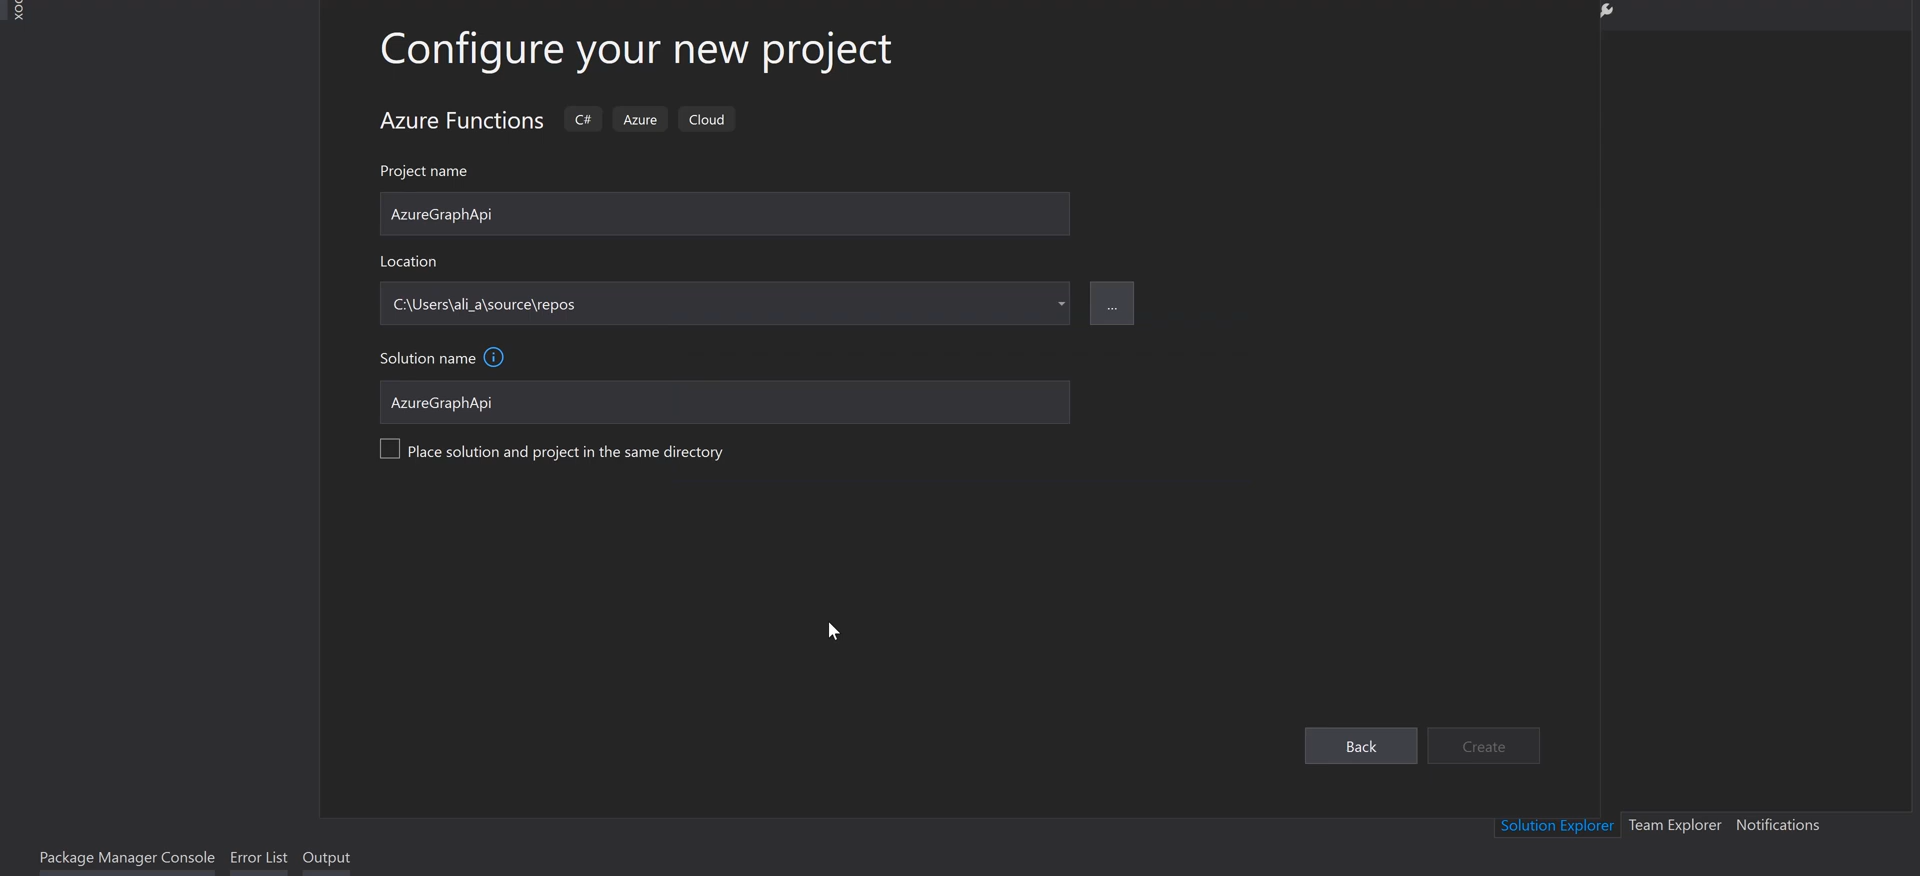 Configure your new project
Azure Functions C# Azure Cloud
Project name
AzureGraphApi
Location
C:\Users\ali_a\source\repos
...
Solution name
AzureGraphApi
Place solution and project in the same directory
Back Create
Solution Explorer Team Explorer Notifications
Package Manager Console Error List Output